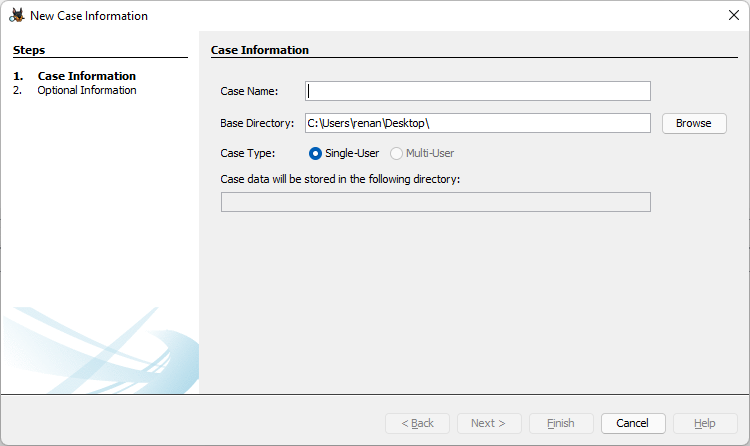 New Case Information
Steps
1. Case Information
2. Optional Information
Case Information
Case Name:
Base Directory: C:\Users\renan\Desktop\ Browse
Case Type: Single-User Multi-User
Case data will be stored in the following directory:
< Back Next > Finish Cancel Help